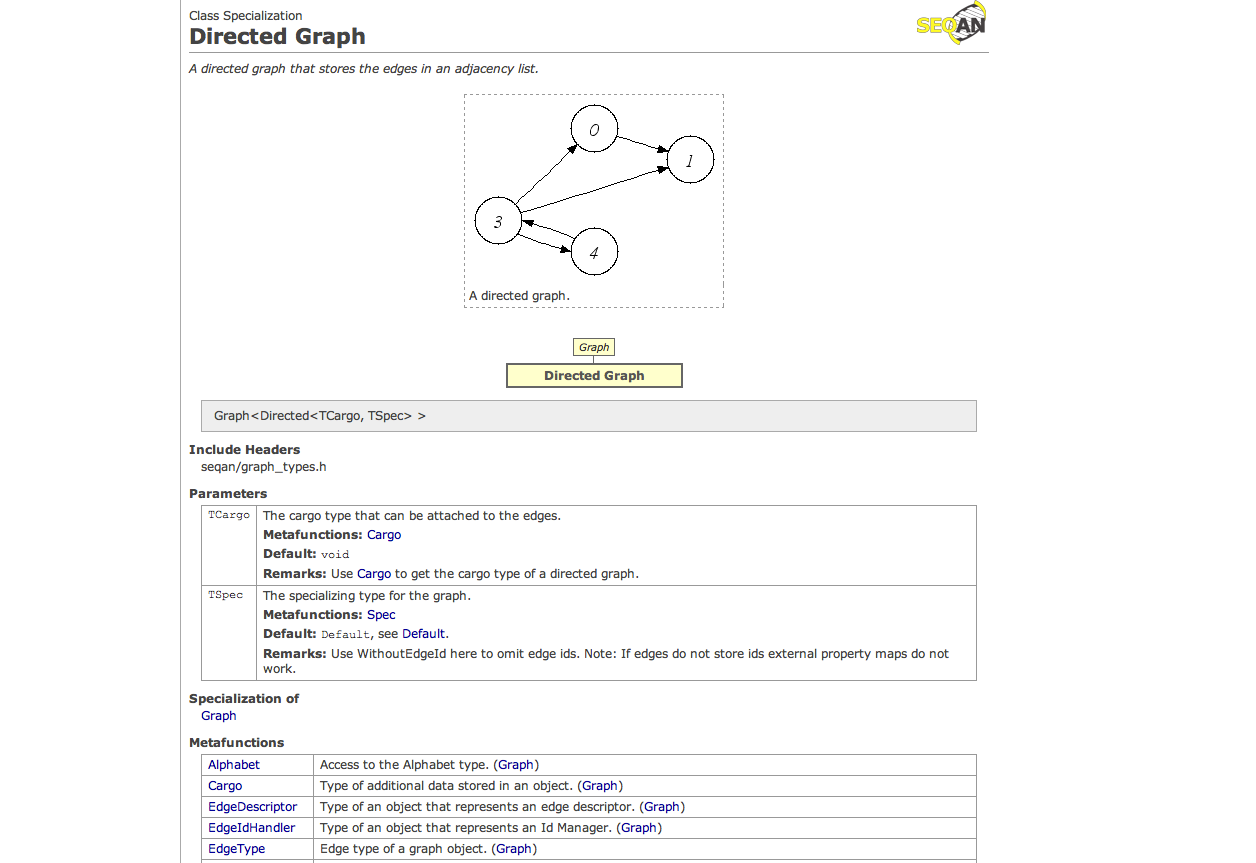 Class Specialization
Directed Graph
SEQAN
A directed graph that stores the edges in an adjacency list.
0
1
3
4
A directed graph.
Graph
Directed Graph
Graph<Directed<TCargo, TSpec> >
Include Headers
seqan/graph_types.h
Parameters
TCargo The cargo type that can be attached to the edges.
Metafunctions: Cargo
Default: void
Remarks: Use Cargo to get the cargo type of a directed graph.
TSpec The specializing type for the graph.
Metafunctions: Spec
Default: Default, see Default.
Remarks: Use WithoutEdgeId here to omit edge ids. Note: If edges do not store ids external property maps do not
work.
Specialization of
Graph
Metafunctions
Alphabet Access to the Alphabet type. (Graph)
Cargo Type of additional data stored in an object. (Graph)
EdgeDescriptor Type of an object that represents an edge descriptor. (Graph)
EdgeIdHandler Type of an object that represents an Id Manager. (Graph)
EdgeType Edge type of a graph object. (Graph)